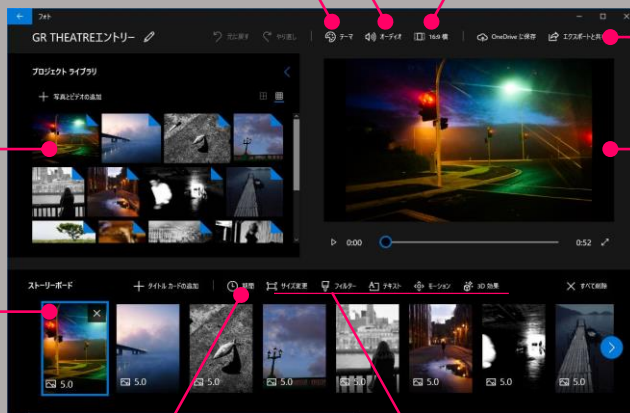 フォト
GR THEATREエントリー
元に戻す
やり直し
テーマ
オーディオ
16:9 横
OneDrive に保存
エクスポートと共有
プロジェクト ライブラリ
写真とビデオの追加
0:00
0:52
ストーリーボード
タイトル カードの追加
期間
サイズ変更
フィルター
テキスト
モーション
3D 効果
すべて削除
5.0
5.0
5.0
5.0
5.0
5.0
5.0
5.0